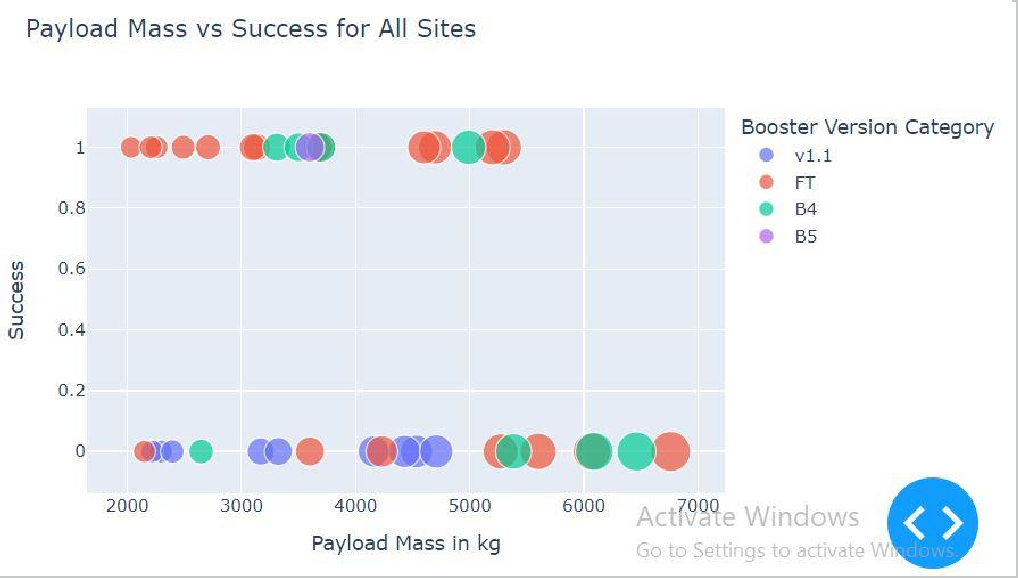 Payload Mass vs Success for All Sites
Booster Version Category
v1.1
FT
B4
B5
Success
1
0.8
0.6
0.4
0.2
0
2000 3000 4000 5000 6000 7000
Payload Mass in kg
Activate Windows
Go to Settings to activate Windows.